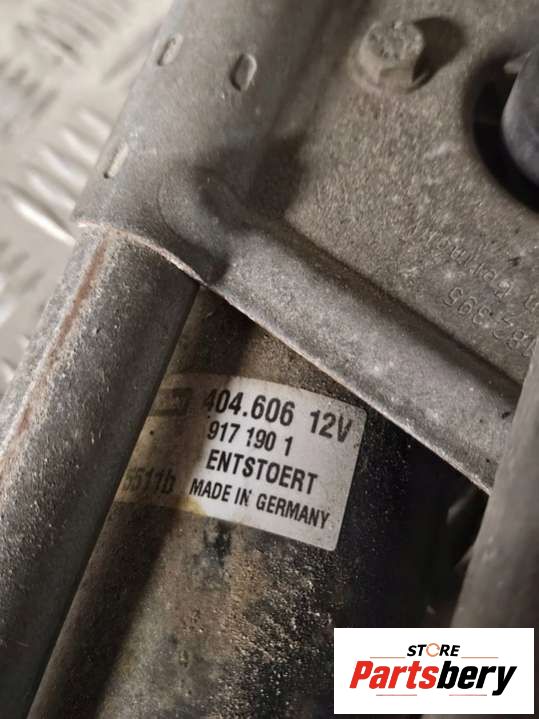 404.606 12V
917 190 1
ENTSTOERT
5511b MADE IN GERMANY
STORE
Partsbery